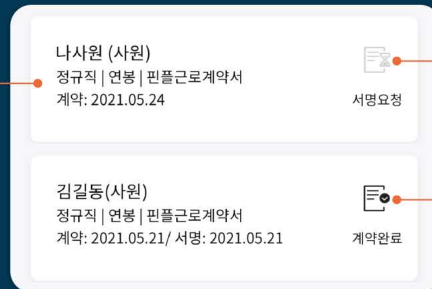 나사원 (사원)
정규직 | 연봉 | 핀플근로계약서
계약: 2021.05.24
서명요청
김길동(사원)
정규직 | 연봉 | 핀플근로계약서
계약: 2021.05.21/ 서명: 2021.05.21
계약완료